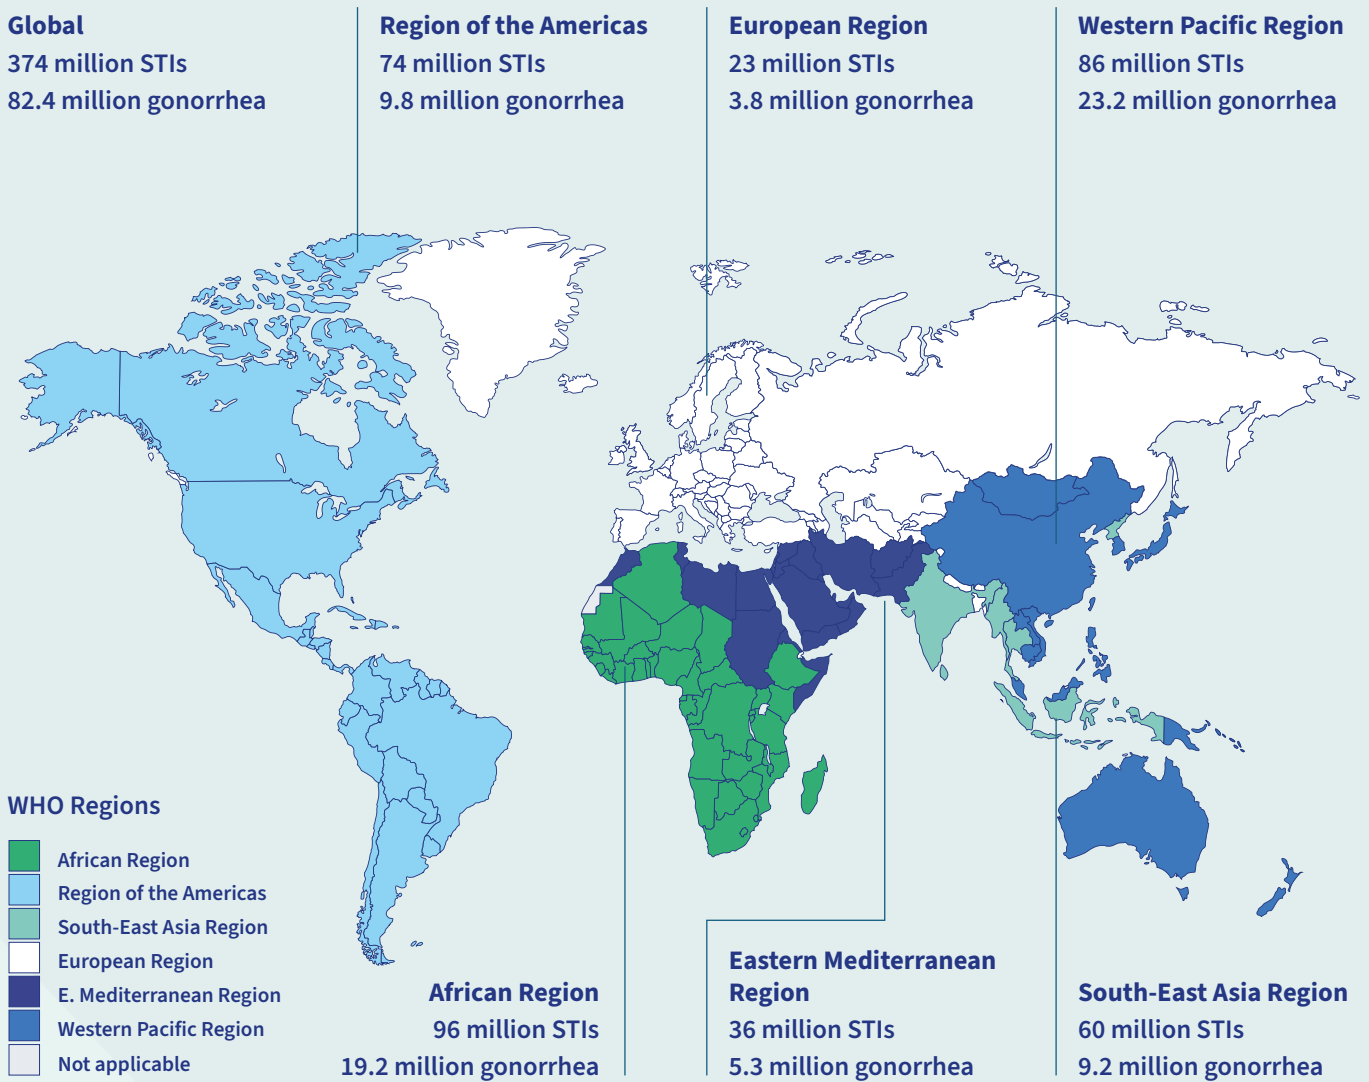 Global
374 million STIs
82.4 million gonorrhea
Region of the Americas
74 million STIs
9.8 million gonorrhea
European Region
23 million STIs
3.8 million gonorrhea
Western Pacific Region
86 million STIs
23.2 million gonorrhea
WHO Regions
African Region
Region of the Americas
South-East Asia Region
European Region
E. Mediterranean Region
Western Pacific Region
Not applicable
African Region
96 million STIs
19.2 million gonorrhea
Eastern Mediterranean
Region
36 million STIs
5.3 million gonorrhea
South-East Asia Region
60 million STIs
9.2 million gonorrhea